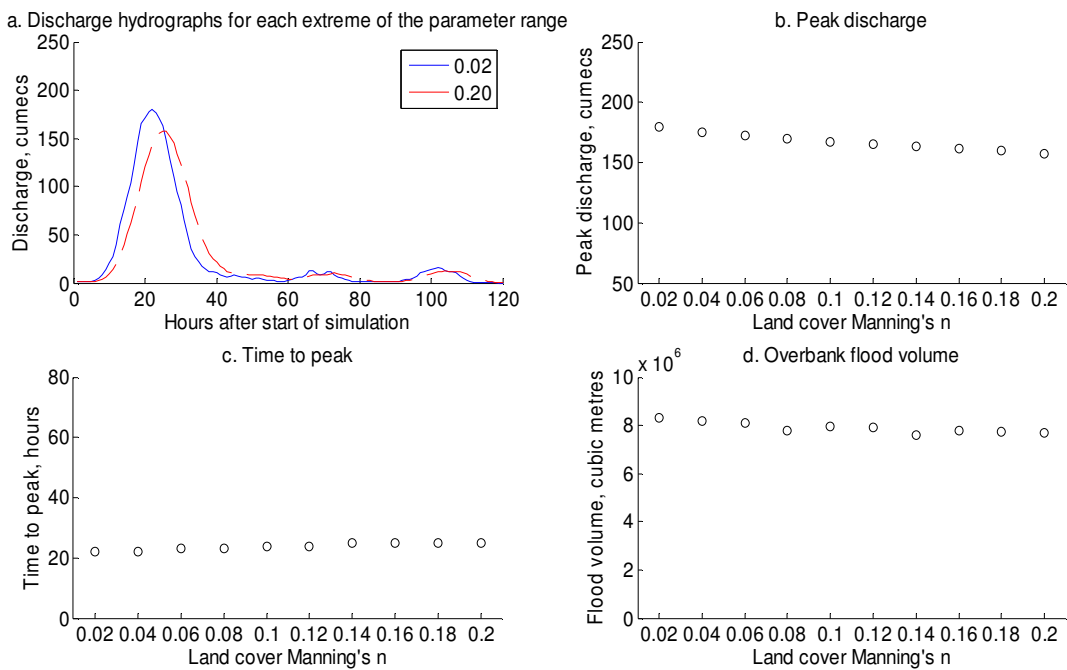 a. Discharge hydrographs for each extreme of the parameter range
250
200
150
100
50
0
0 20 40 60 80 100 120
Discharge, cumecs
Hours after start of simulation
0.02
0.20
b. Peak discharge
250
200
150
100
50
0.02 0.04 0.06 0.08 0.1 0.12 0.14 0.16 0.18 0.2
Peak discharge, cumecs
Land cover Manning's n
c. Time to peak
80
60
40
20
0
0.02 0.04 0.06 0.08 0.1 0.12 0.14 0.16 0.18 0.2
Time to peak, hours
Land cover Manning's n
d. Overbank flood volume
x 10⁶
10
8
6
4
2
0
0.02 0.04 0.06 0.08 0.1 0.12 0.14 0.16 0.18 0.2
Flood volume, cubic metres
Land cover Manning's n